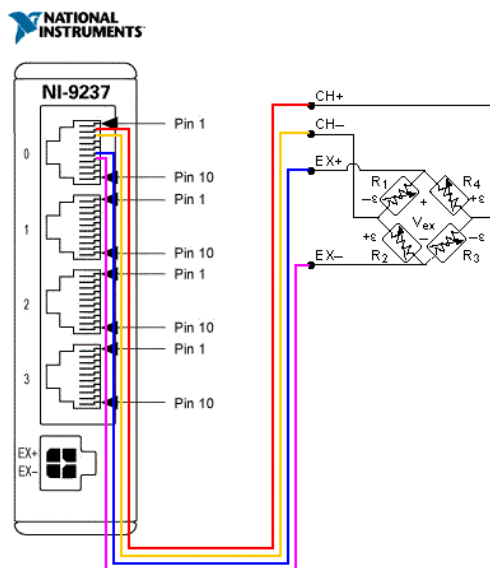 NATIONAL
INSTRUMENTS™
NI-9237
0
Pin 1
Pin 10
1
Pin 1
Pin 10
2
Pin 1
Pin 10
3
Pin 1
Pin 10
EX+
EX–
CH+
CH–
EX+
R1
R4
–ε
+
+ε
Vex
+ε
–
–ε
R2
R3
EX–